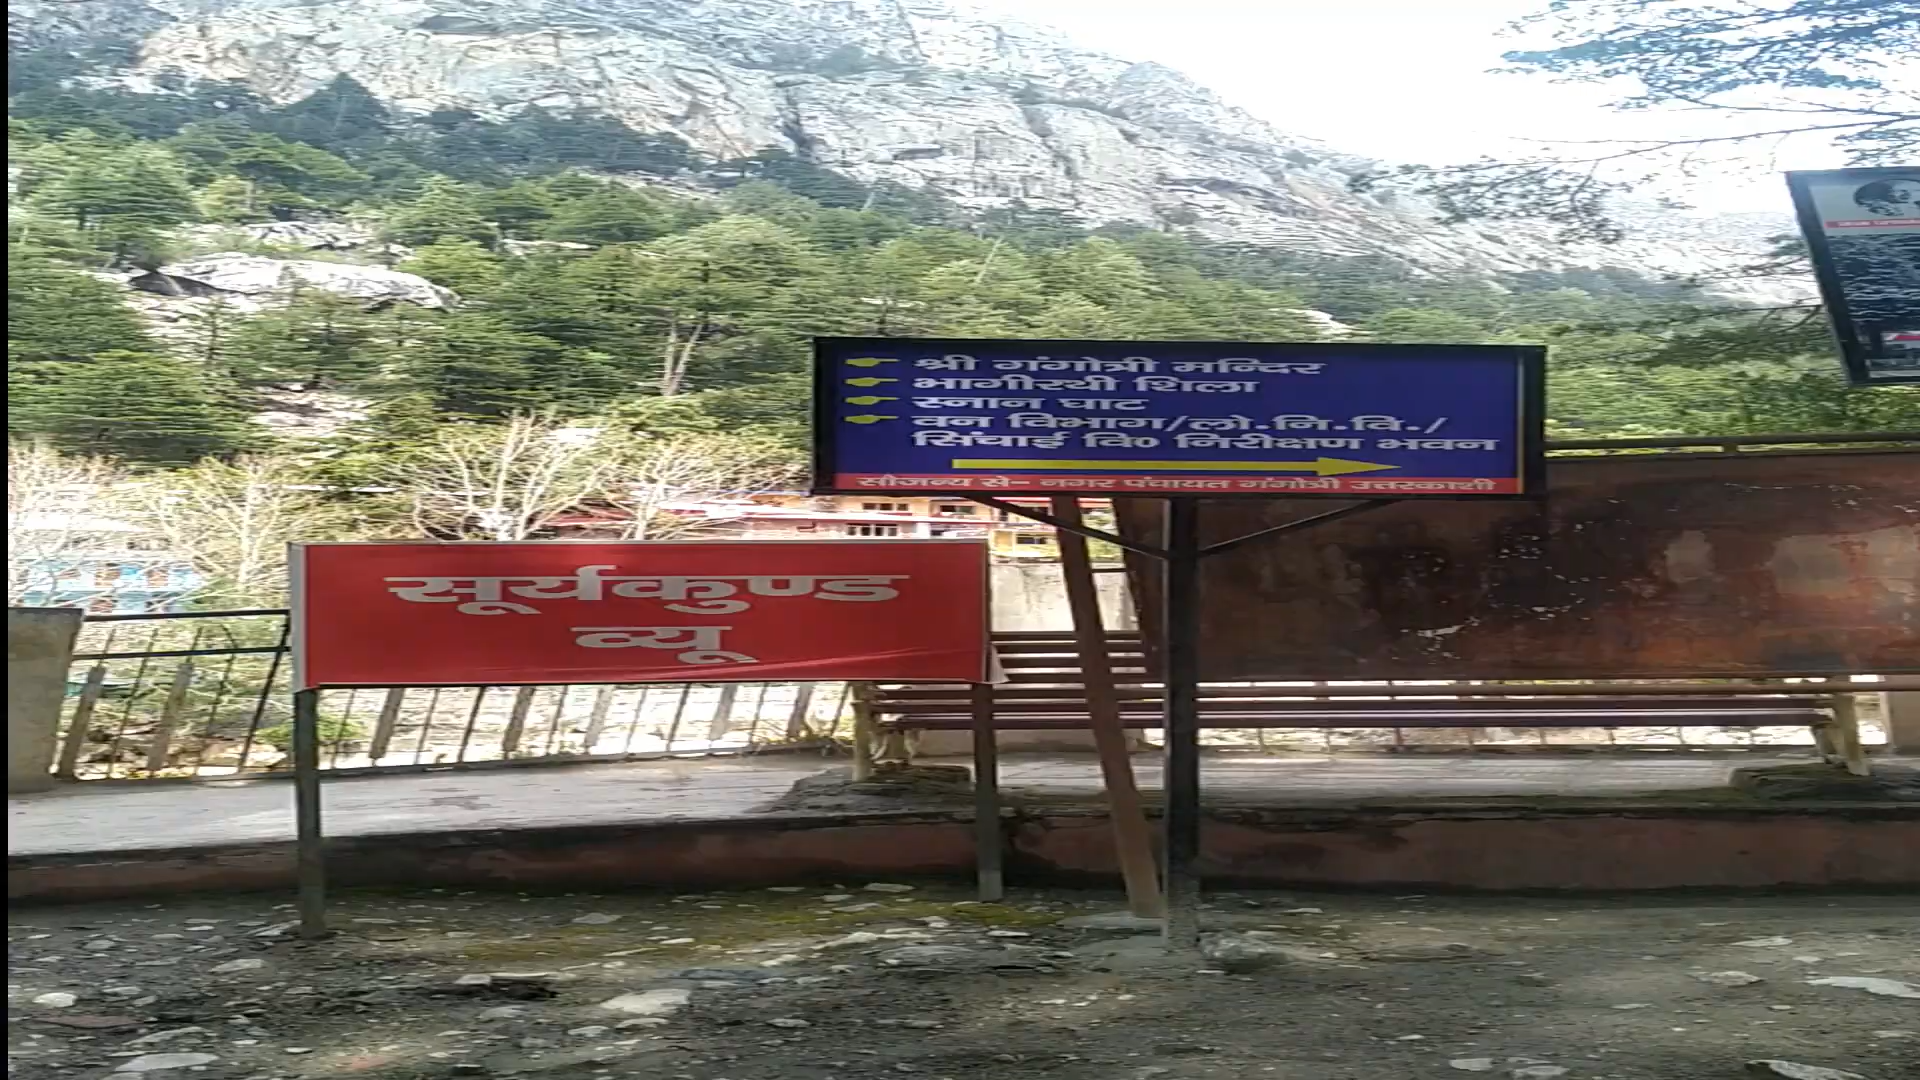 श्री गंगोत्री मन्दिर
भागीरथी शिला
स्नान घाट
वन विभाग/लो.नि.वि./
सिंचाई वि० निरीक्षण भवन
सौजन्य से- नगर पंचायत गंगोत्री उत्तरकाशी
सूर्यकुण्ड
व्यू